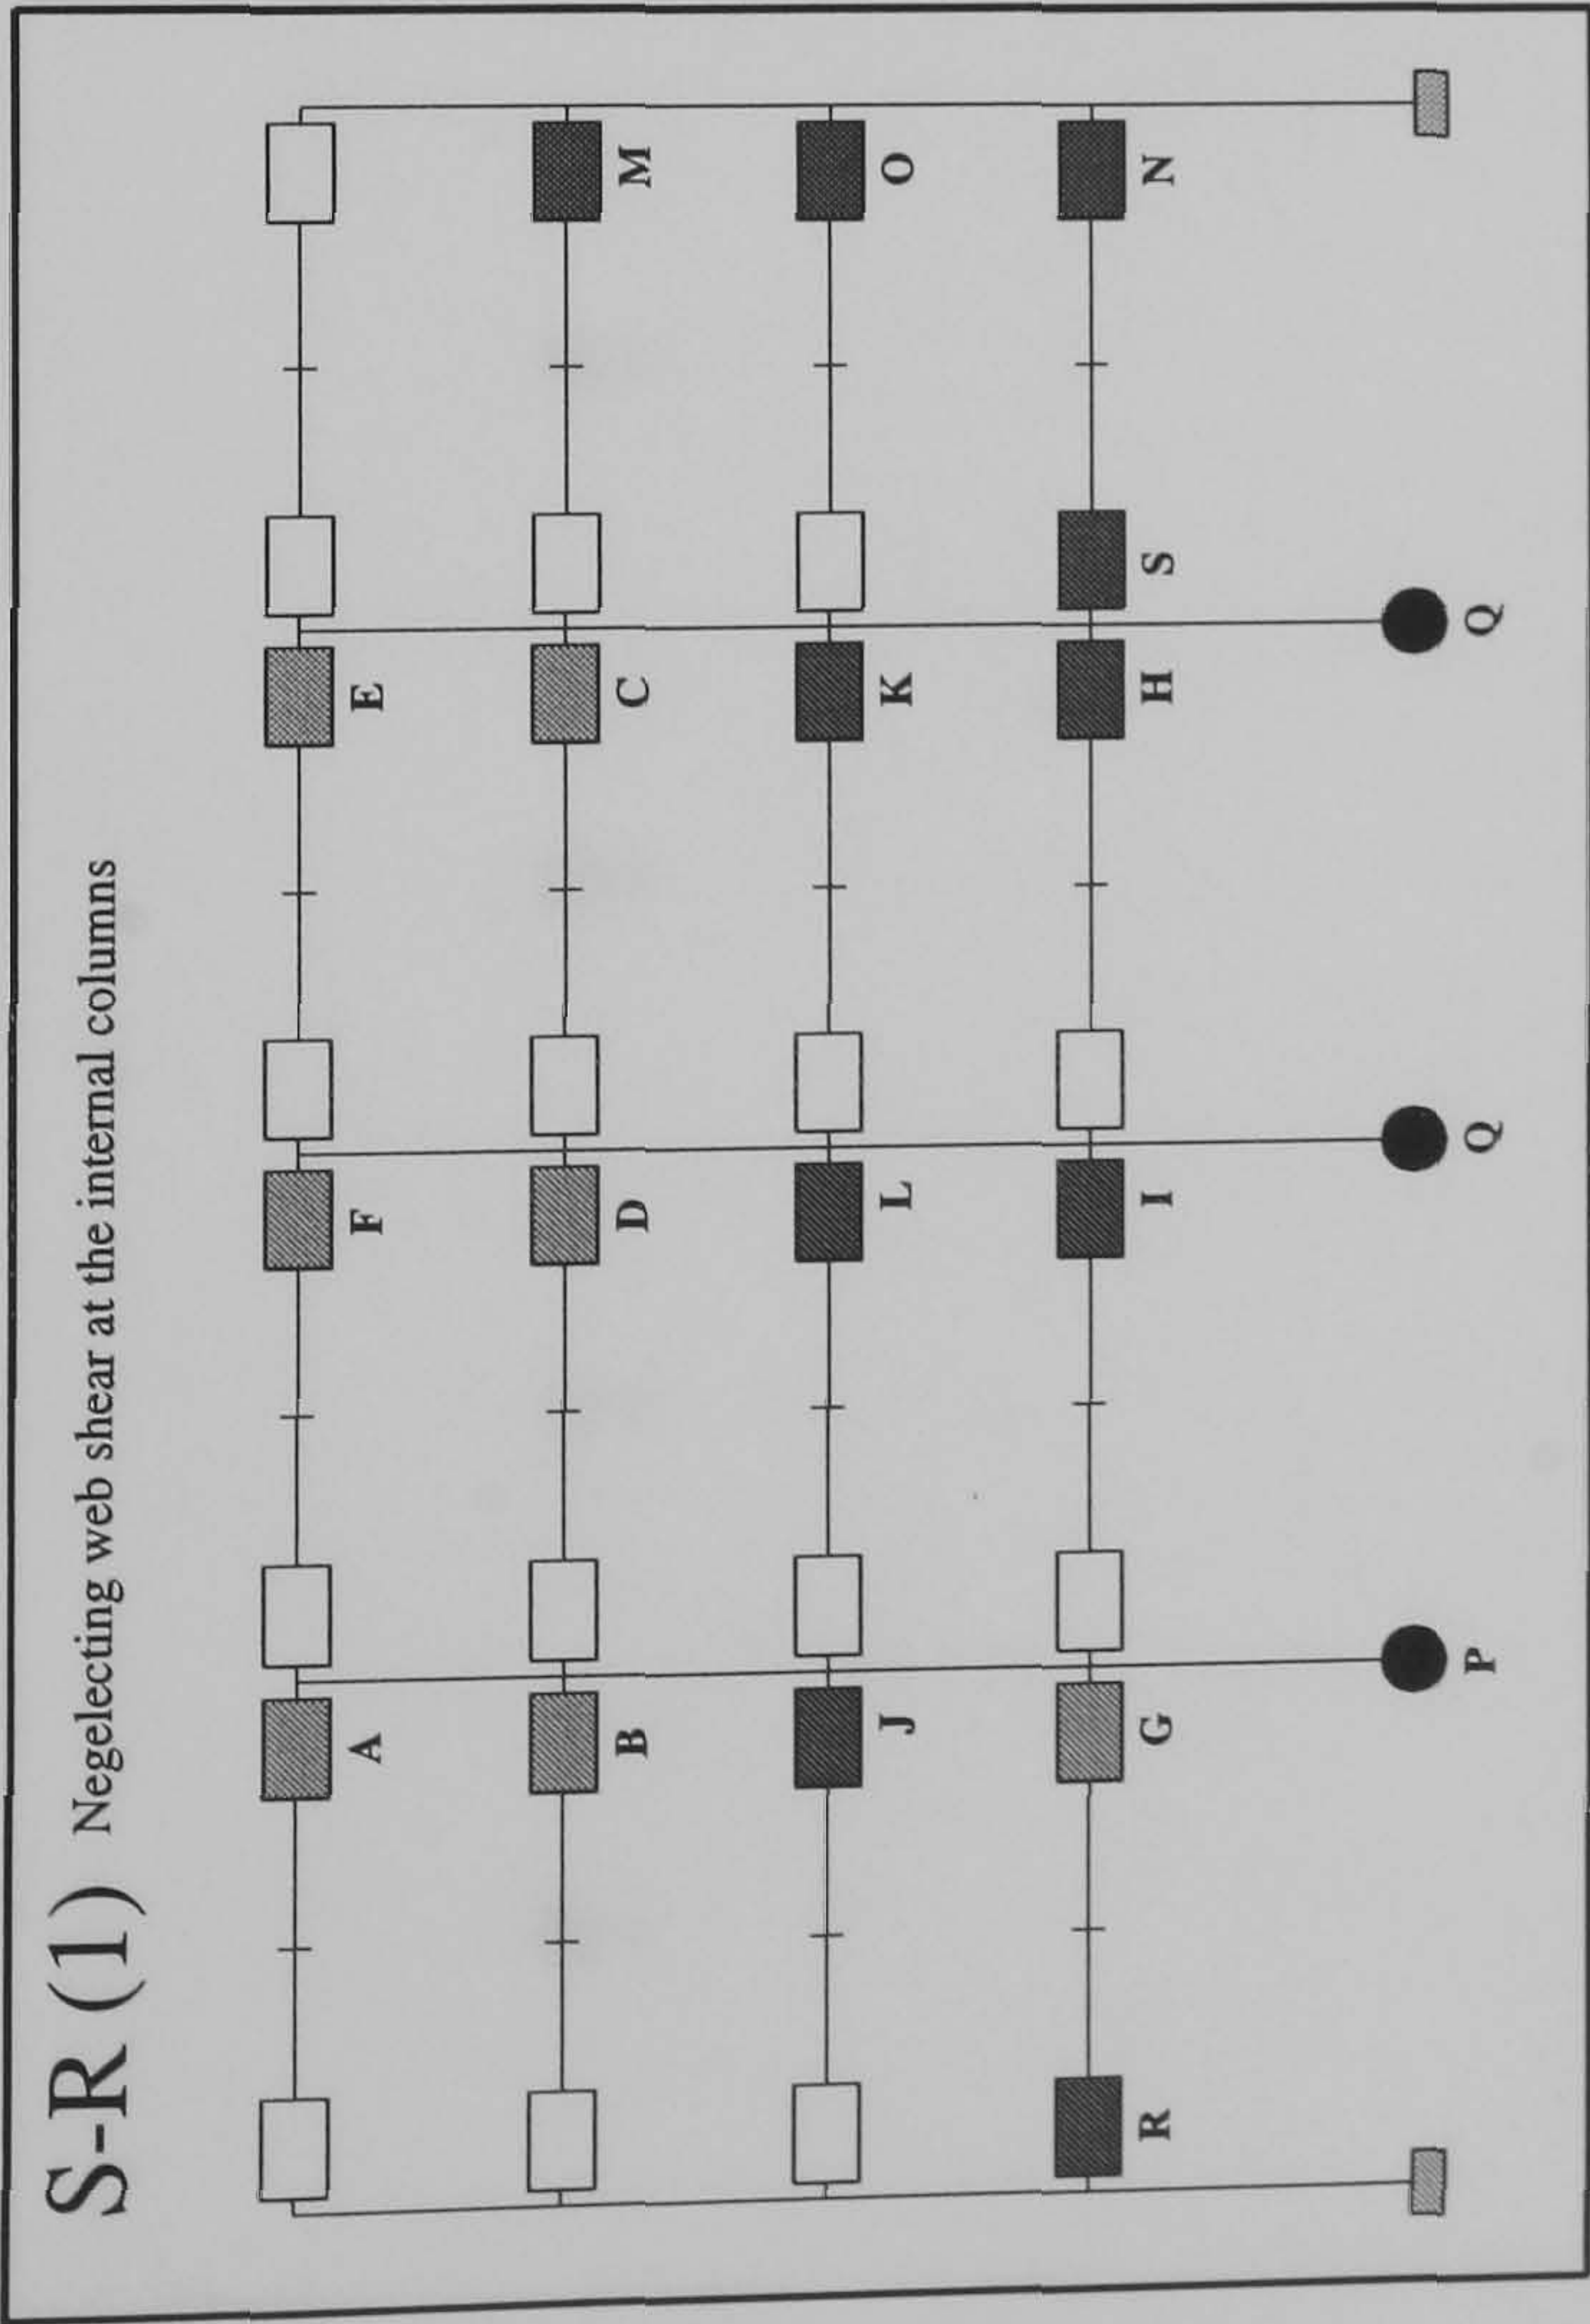 S-R (1) Negelecting web shear at the internal columns
A F E
B D C M
J L K O
R G I H S N
P Q Q